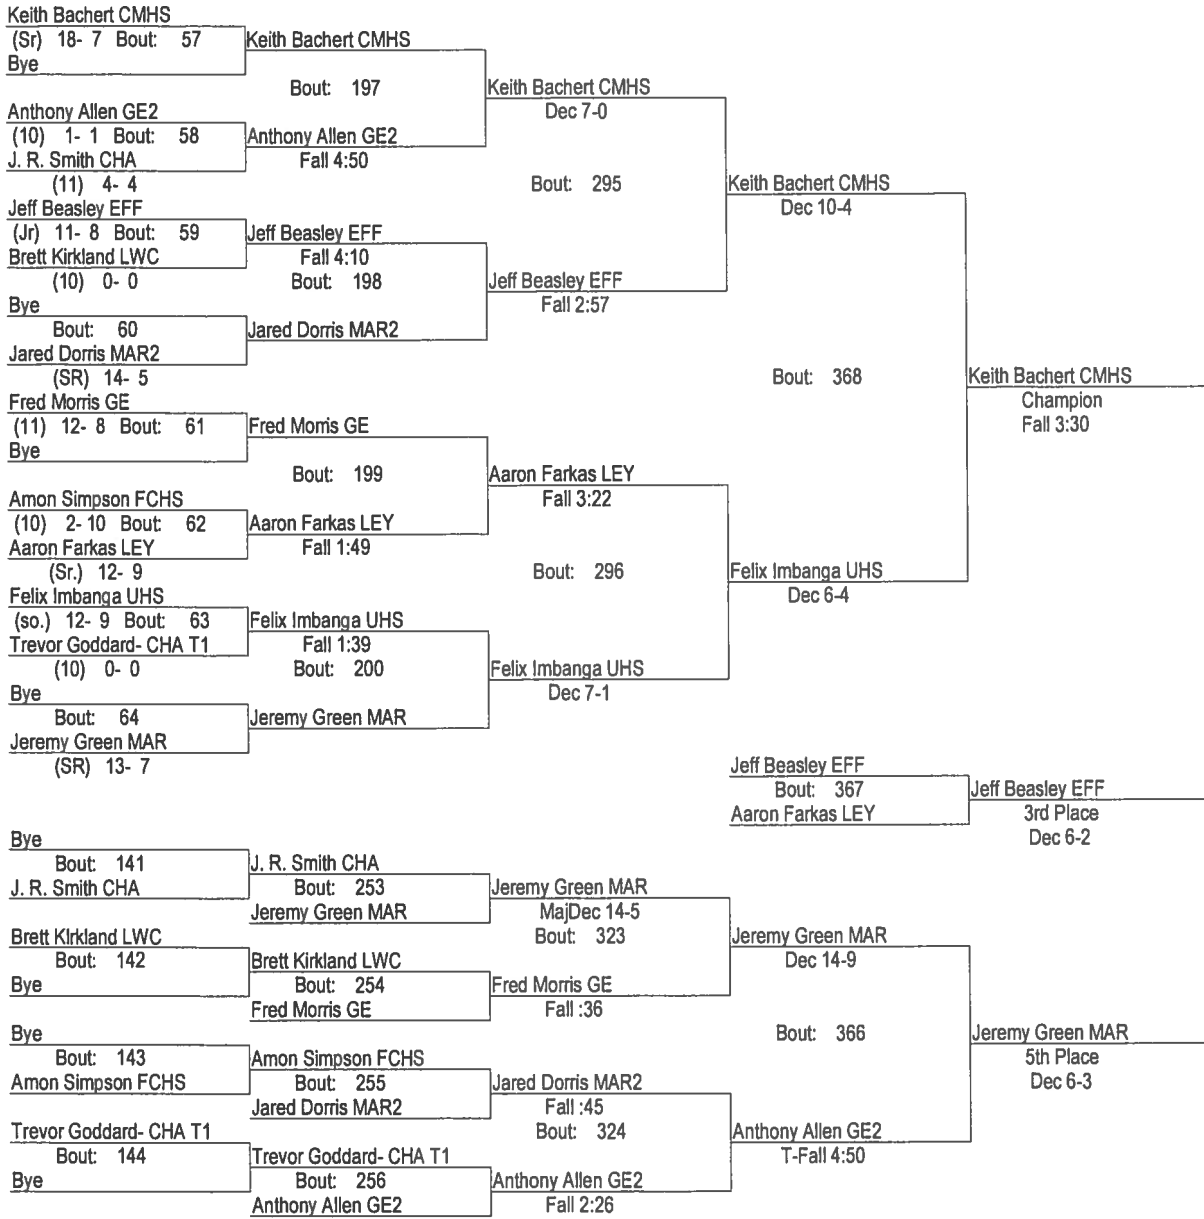 Keith Bachert CMHS
(Sr) 18- 7 Bout: 57
Bye
Keith Bachert CMHS
Bout: 197
Anthony Allen GE2
(10) 1- 1 Bout: 58
J. R. Smith CHA
(11) 4- 4
Anthony Allen GE2
Fall 4:50
Keith Bachert CMHS
Dec 7-0
Bout: 295
Jeff Beasley EFF
(Jr) 11- 8 Bout: 59
Brett Kirkland LWC
(10) 0- 0
Jeff Beasley EFF
Fall 4:10
Bout: 198
Bye
Bout: 60
Jared Dorris MAR2
(SR) 14- 5
Jared Dorris MAR2
Jeff Beasley EFF
Fall 2:57
Keith Bachert CMHS
Dec 10-4
Bout: 368
Keith Bachert CMHS
Champion
Fall 3:30
Fred Morris GE
(11) 12- 8 Bout: 61
Bye
Fred Morris GE
Bout: 199
Amon Simpson FCHS
(10) 2- 10 Bout: 62
Aaron Farkas LEY
(Sr.) 12- 9
Aaron Farkas LEY
Fall 1:49
Aaron Farkas LEY
Fall 3:22
Bout: 296
Felix Imbanga UHS
(so.) 12- 9 Bout: 63
Trevor Goddard- CHA T1
(10) 0- 0
Felix Imbanga UHS
Fall 1:39
Bout: 200
Bye
Bout: 64
Jeremy Green MAR
(SR) 13- 7
Jeremy Green MAR
Felix Imbanga UHS
Dec 7-1
Felix Imbanga UHS
Dec 6-4
Jeff Beasley EFF
Bout: 367
Aaron Farkas LEY
Jeff Beasley EFF
3rd Place
Dec 6-2
Bye
Bout: 141
J. R. Smith CHA
J. R. Smith CHA
Bout: 253
Jeremy Green MAR
Jeremy Green MAR
MajDec 14-5
Bout: 323
Brett Kirkland LWC
Bout: 142
Bye
Brett Kirkland LWC
Bout: 254
Fred Morris GE
Fred Morris GE
Fall :36
Jeremy Green MAR
Dec 14-9
Bout: 366
Bye
Bout: 143
Amon Simpson FCHS
Amon Simpson FCHS
Bout: 255
Jared Dorris MAR2
Jared Dorris MAR2
Fall :45
Bout: 324
Trevor Goddard- CHA T1
Bout: 144
Bye
Trevor Goddard- CHA T1
Bout: 256
Anthony Allen GE2
Anthony Allen GE2
Fall 2:26
Anthony Allen GE2
T-Fall 4:50
Jeremy Green MAR
5th Place
Dec 6-3